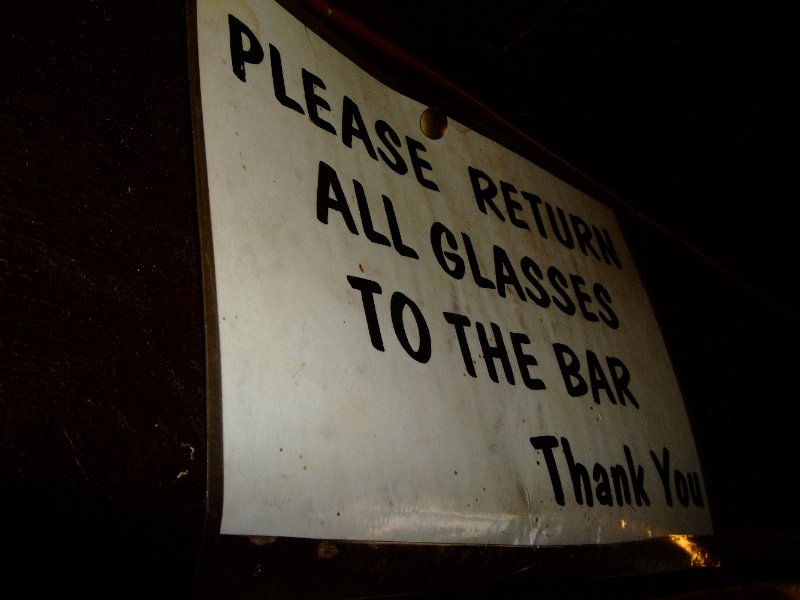 PLEASE RETURN
ALL GLASSES
TO THE BAR
Thank You